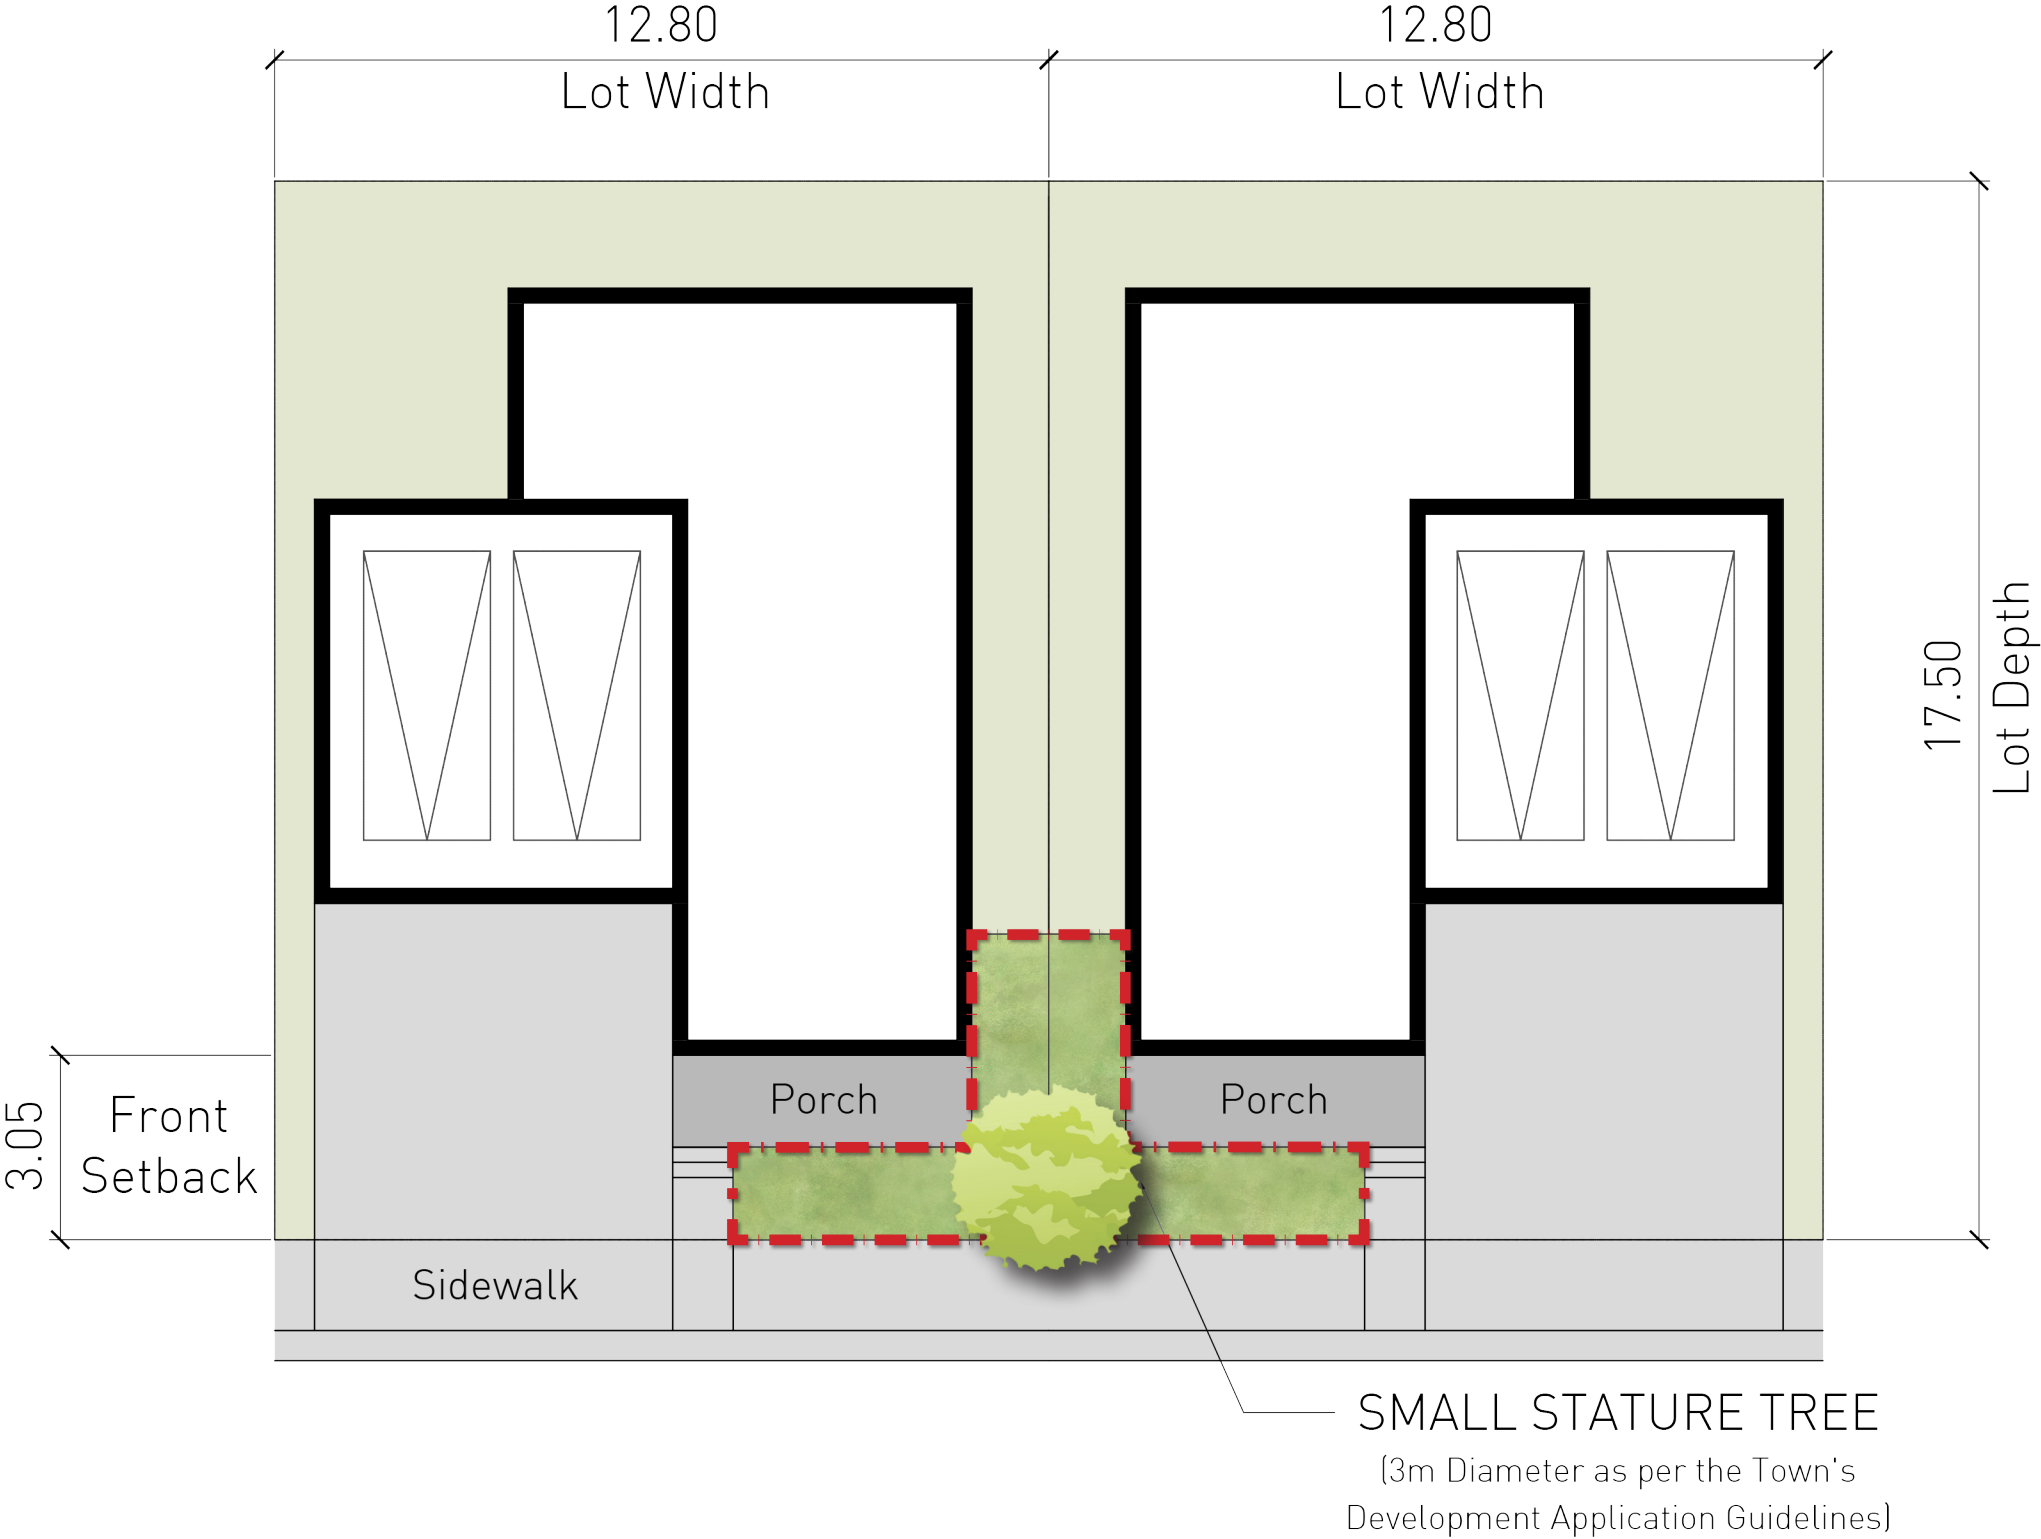 12.80
12.80
Lot Width
Lot Width
17.50
Lot Depth
3.05
Front
Setback
Porch
Porch
Sidewalk
SMALL STATURE TREE
(3m Diameter as per the Town's
Development Application Guidelines)